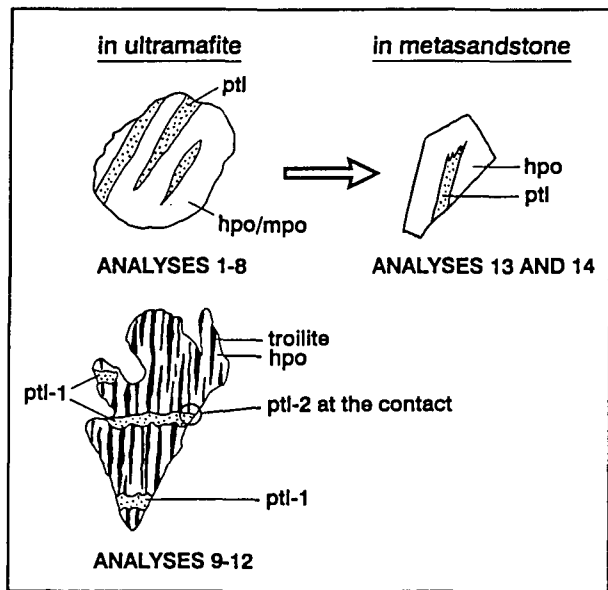 in ultramafite
in metasandstone
ptl
hpo/mpo
hpo
ptl
ANALYSES 1-8
ANALYSES 13 AND 14
troilite
hpo
ptl-1
ptl-2 at the contact
ptl-1
ANALYSES 9-12